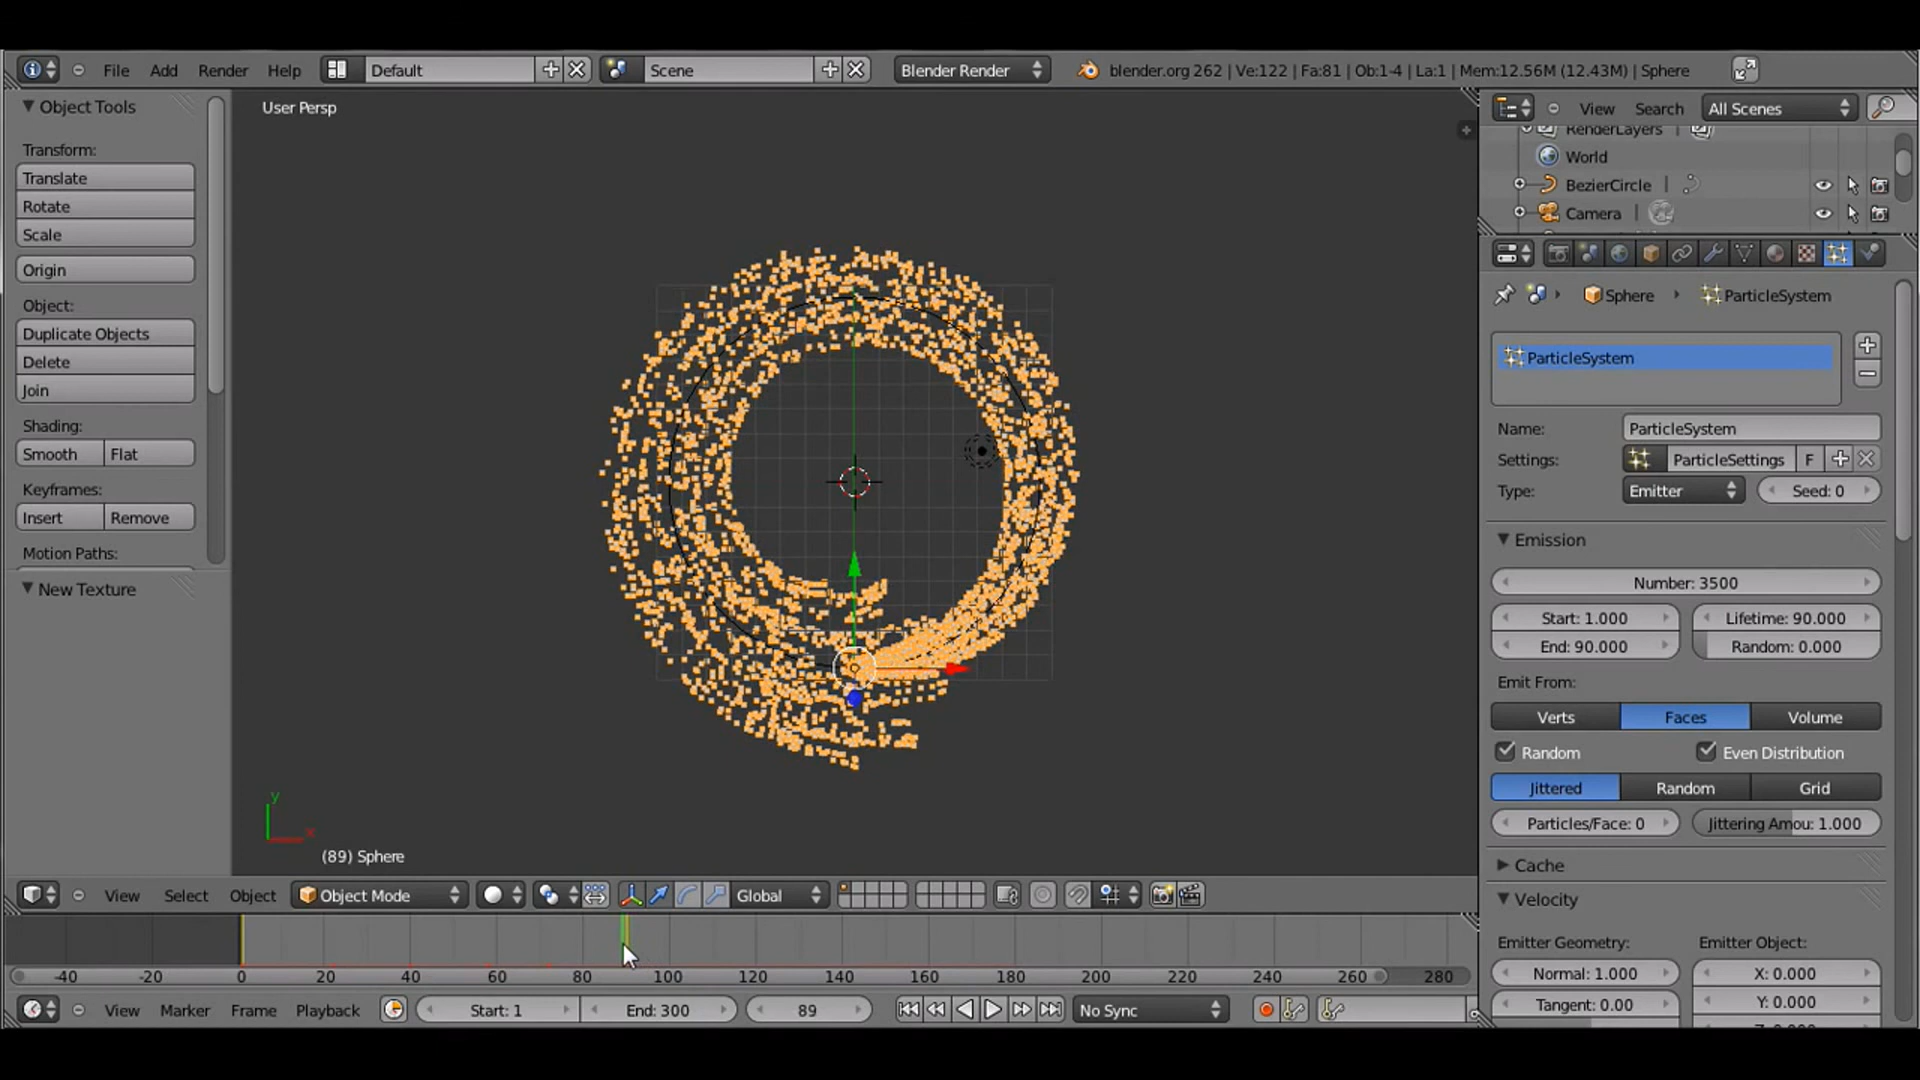 File Add Render Help Default Scene Blender Render blender.org 262 | Ve:122 | Fa:81 | Ob:1-4 | La:1 | Mem:12.56M (12.43M) | Sphere
Object Tools
Transform:
Translate
Rotate
Scale
Origin
Object:
Duplicate Objects
Delete
Join
Shading:
Smooth Flat
Keyframes:
Insert Remove
Motion Paths:
New Texture
User Persp
y
x
(89) Sphere
View Select Object Object Mode Global
-40 -20 0 20 40 60 80 100 120 140 160 180 200 220 240 260 280
View Marker Frame Playback Start: 1 End: 300 89 No Sync
View Search All Scenes
RenderLayers
World
BezierCircle
Camera
Sphere ParticleSystem
ParticleSystem
Name: ParticleSystem
Settings: ParticleSettings F
Type: Emitter Seed: 0
Emission
Number: 3500
Start: 1.000 Lifetime: 90.000
End: 90.000 Random: 0.000
Emit From:
Verts Faces Volume
Random Even Distribution
Jittered Random Grid
Particles/Face: 0 Jittering Amou: 1.000
Cache
Velocity
Emitter Geometry: Emitter Object:
Normal: 1.000 X: 0.000
Tangent: 0.00 Y: 0.000